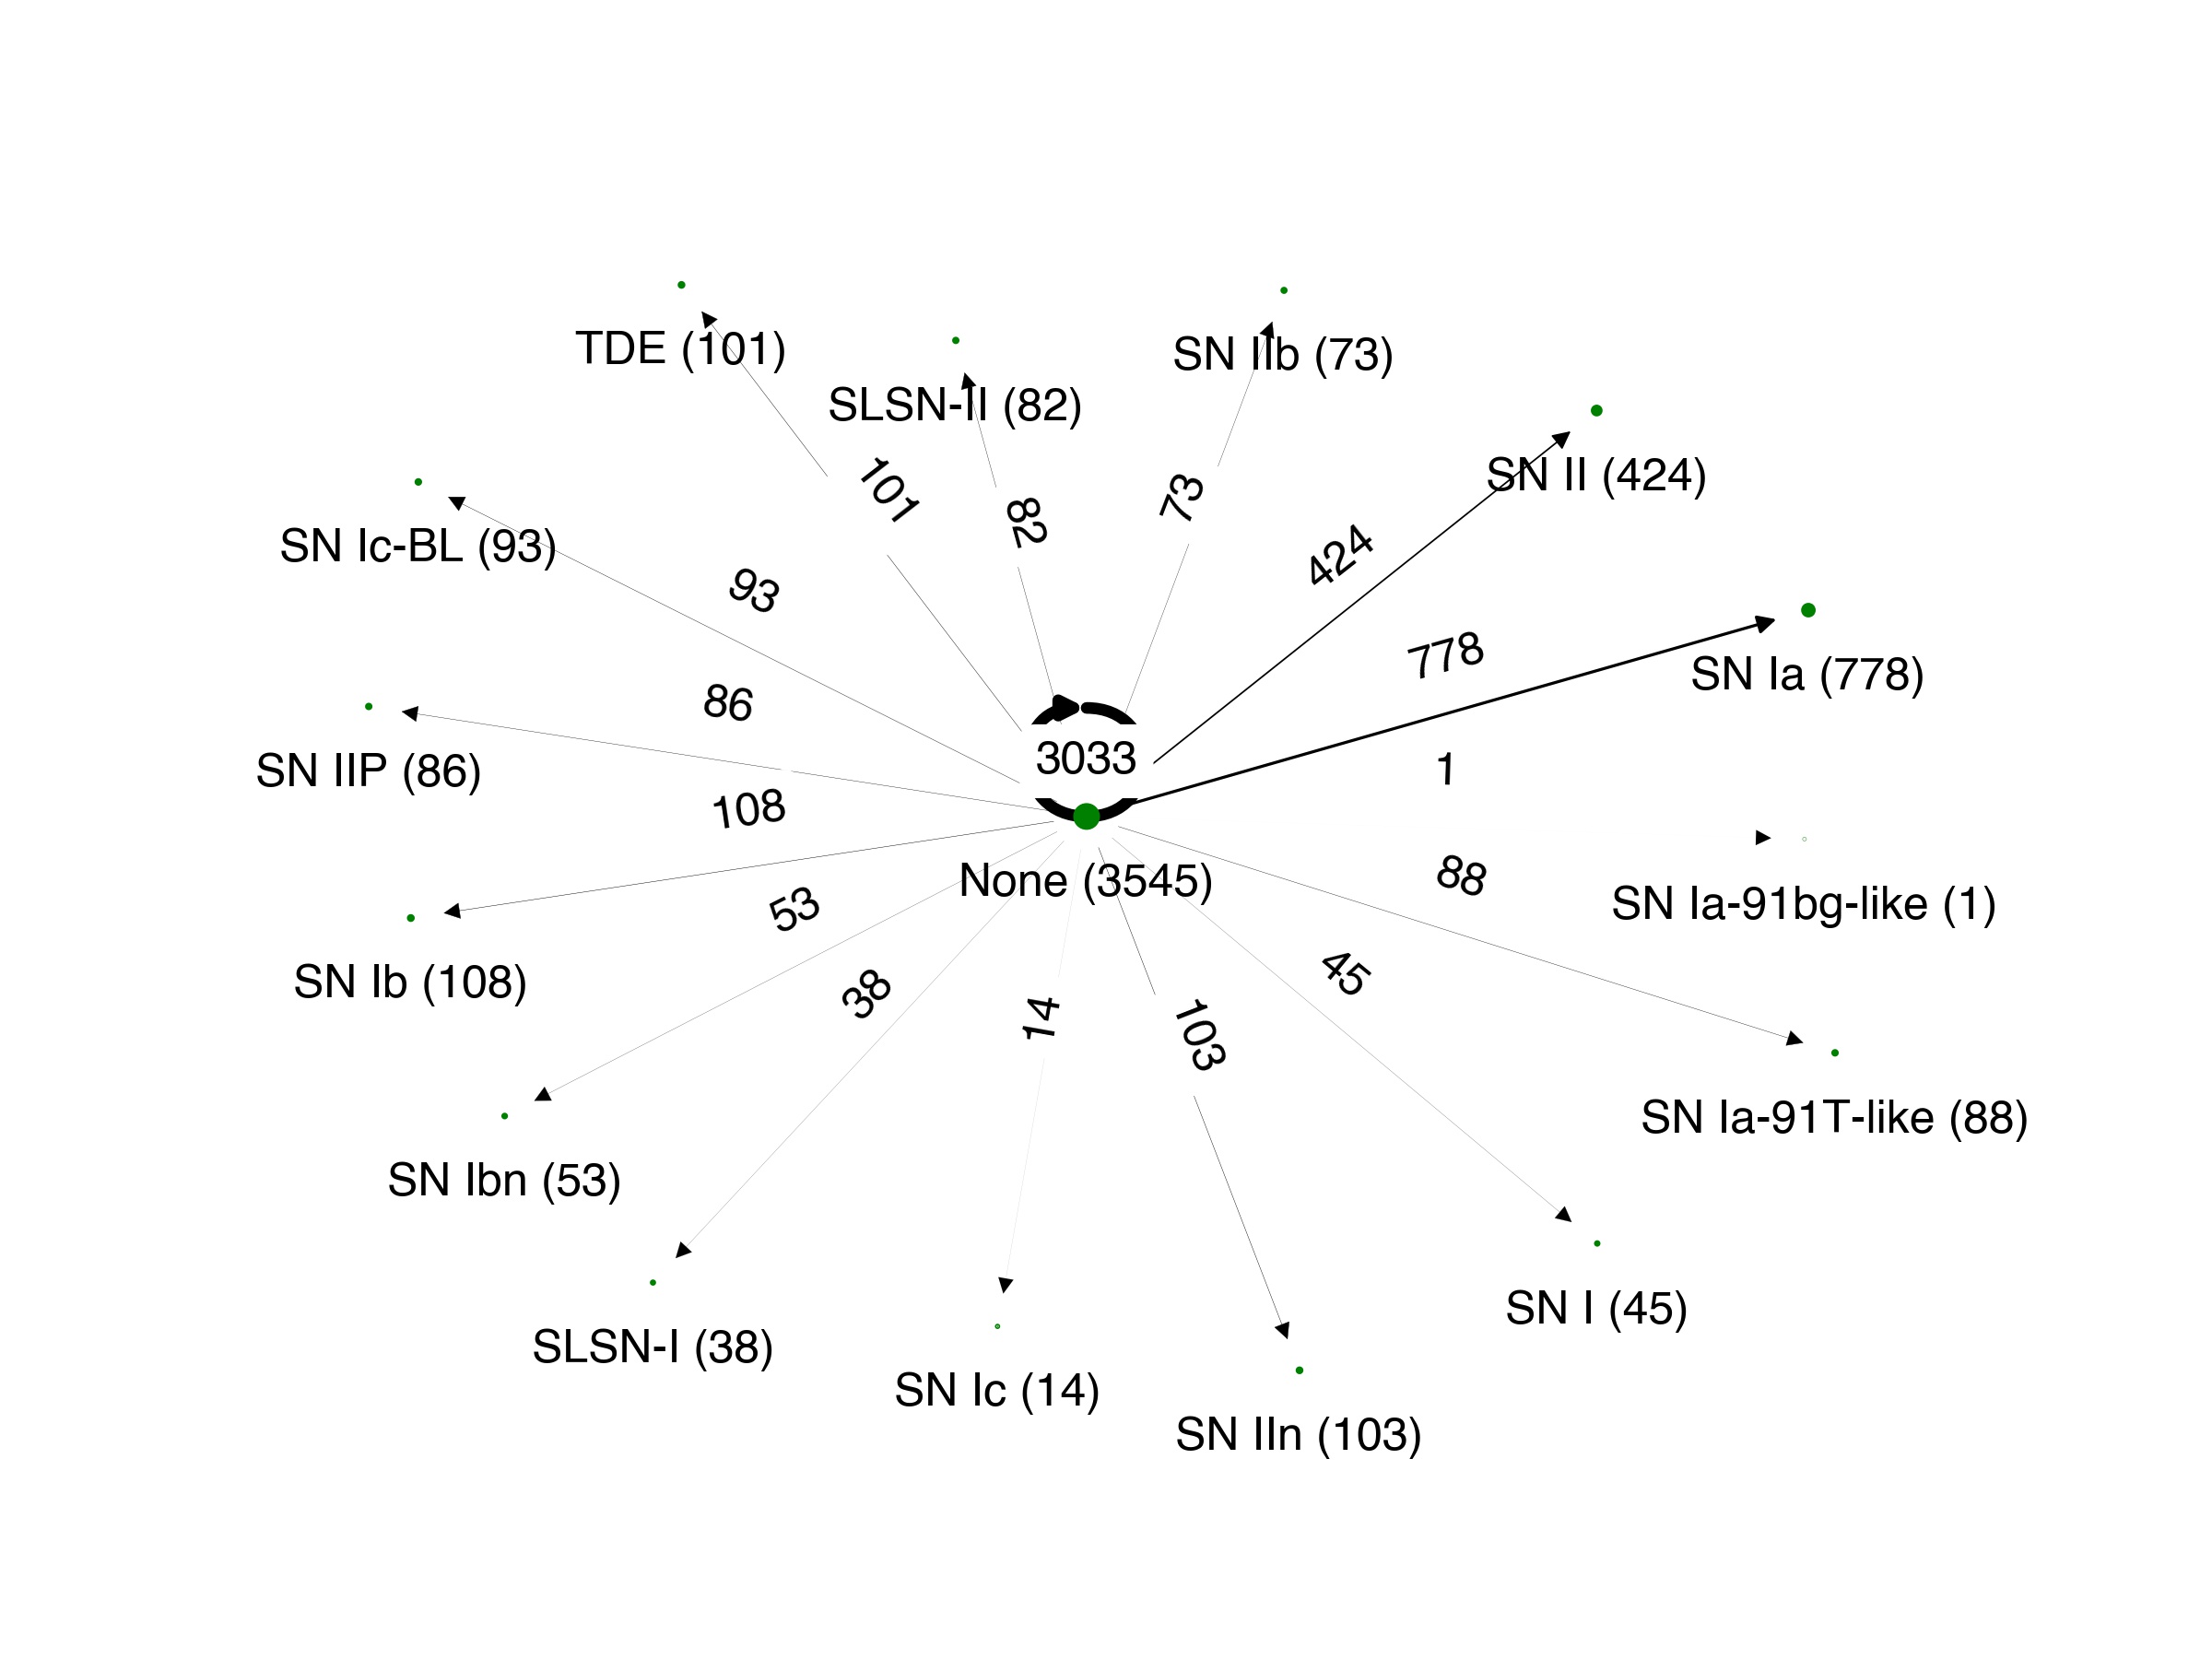 TDE (101)
SN IIb (73)
SLSN-II (82)
SN II (424)
101
82
73
SN Ic-BL (93)
424
93
778
SN Ia (778)
86
3033
SN IIP (86)
1
108
None (3545)
88
53
SN Ia-91bg-like (1)
SN Ib (108)
38
14
103
45
SN Ia-91T-like (88)
SN Ibn (53)
SN I (45)
SLSN-I (38)
SN Ic (14)
SN IIn (103)